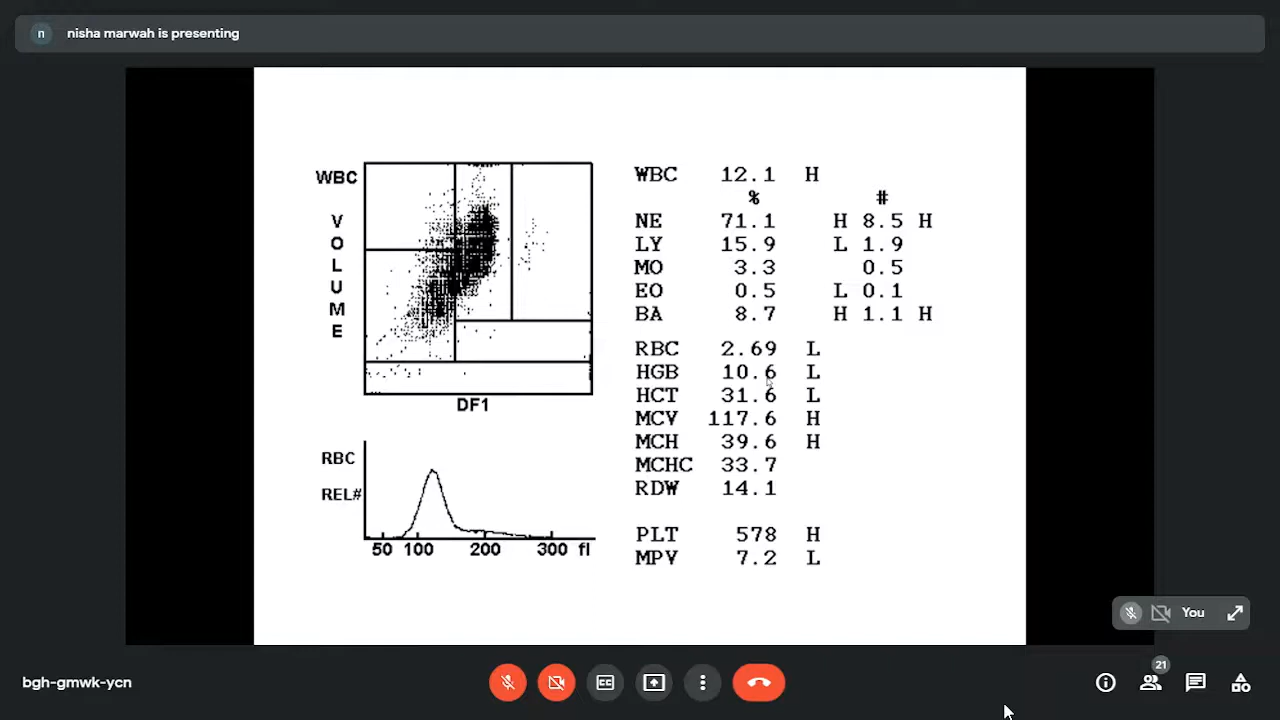 n nisha marwah is presenting
WBC
VOLUME
DF1
WBC 12.1 H
% #
NE 71.1 H 8.5 H
LY 15.9 L 1.9
MO 3.3 0.5
EO 0.5 L 0.1
BA 8.7 H 1.1 H
RBC 2.69 L
HGB 10.6 L
HCT 31.6 L
MCV 117.6 H
MCH 39.6 H
MCHC 33.7
RDW 14.1
PLT 578 H
MPV 7.2 L
RBC
REL#
50 100 200 300 fl
You
bgh-gmwk-ycn
CC
21